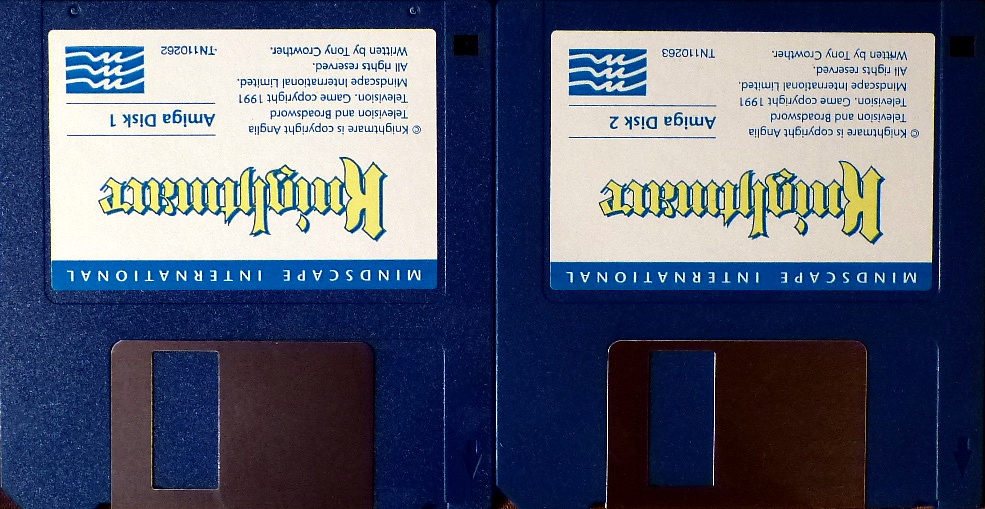 MINDSCAPE INTERNATIONAL
Knightmare
© Knightmare is copyright Anglia
Television and Broadsword
Television. Game copyright 1991
Mindscape International Limited.
All rights reserved.
Written by Tony Crowther.
Amiga Disk 1
TN110262
MINDSCAPE INTERNATIONAL
Knightmare
© Knightmare is copyright Anglia
Television and Broadsword
Television. Game copyright 1991
Mindscape International Limited.
All rights reserved.
Written by Tony Crowther.
Amiga Disk 2
TN110263